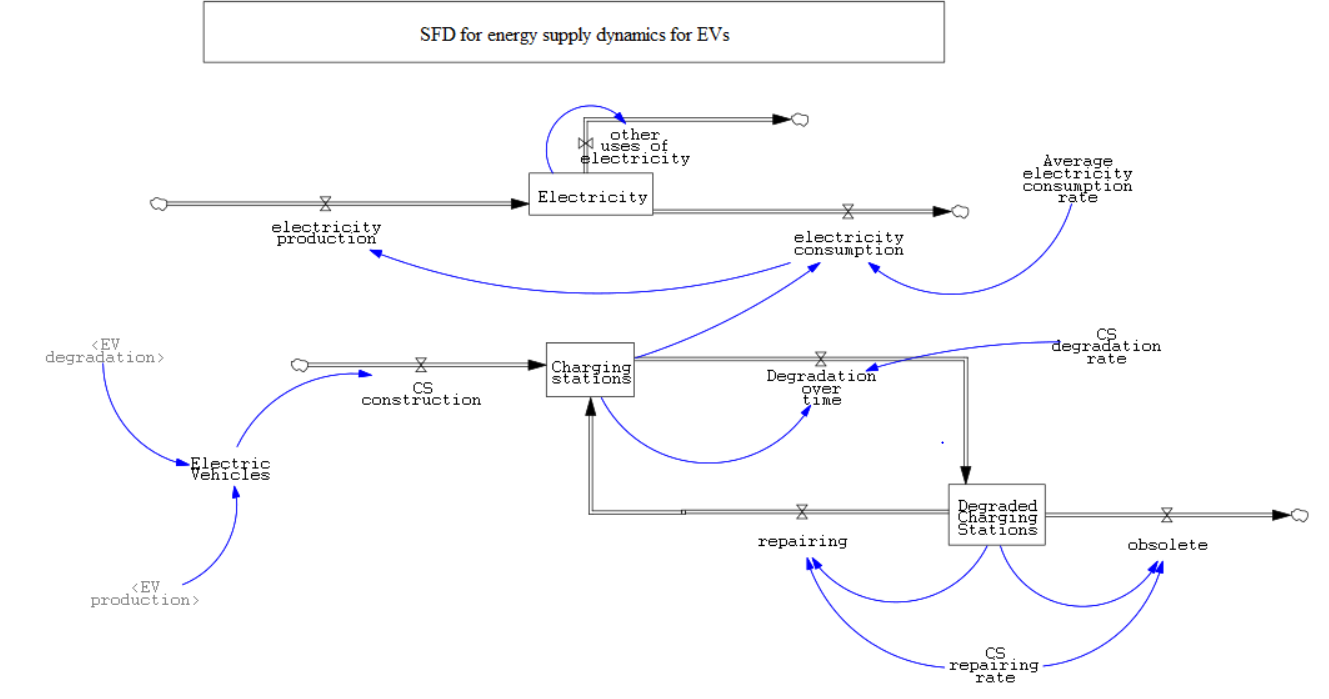 SFD for energy supply dynamics for EVs
other
uses of
electricity
Average
electricity
consumption
rate
Electricity
electricity
production
electricity
consumption
<EV
degradation>
CS
degradation
rate
Charging
stations
CS
construction
Degradation
over
time
Electric
Vehicles
Degraded
Charging
Stations
repairing
obsolete
<EV
production>
CS
repairing
rate